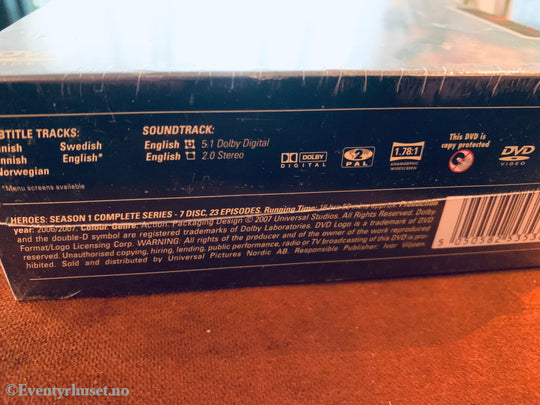 BTITLE TRACKS:
nish Swedish
nnish English*
Norwegian
*Menu screens available
SOUNDTRACK:
English 5.1 Dolby Digital
English 2.0 Stereo
DOLBY
DIGITAL
2
PAL
1.78:1
ANAMORPHIC
WIDESCREEN
This DVD is
copy protected
DVD
VIDEO
HEROES: SEASON 1 COMPLETE SERIES - 7 DISC, 23 EPISODES. Running Time:
year: 2006/2007. Colour. Genre: Action. Packaging Design © 2007 Universal Studios. All Rights Reserved. Dolby
and the double-D symbol are registered trademarks of Dolby Laboratories. DVD Logo is a trademark of DVD
Format/Logo Licensing Corp. WARNING: All rights of the producer and of the owner of the work reproduced
reserved. Unauthorised copying, hiring, lending, public performance, radio or TV broadcasting of this DVD is pro-
hibited. Sold and distributed by Universal Pictures Nordic AB. Responsible Publisher: Ivar Viljoen
©Eventyrhuset.no